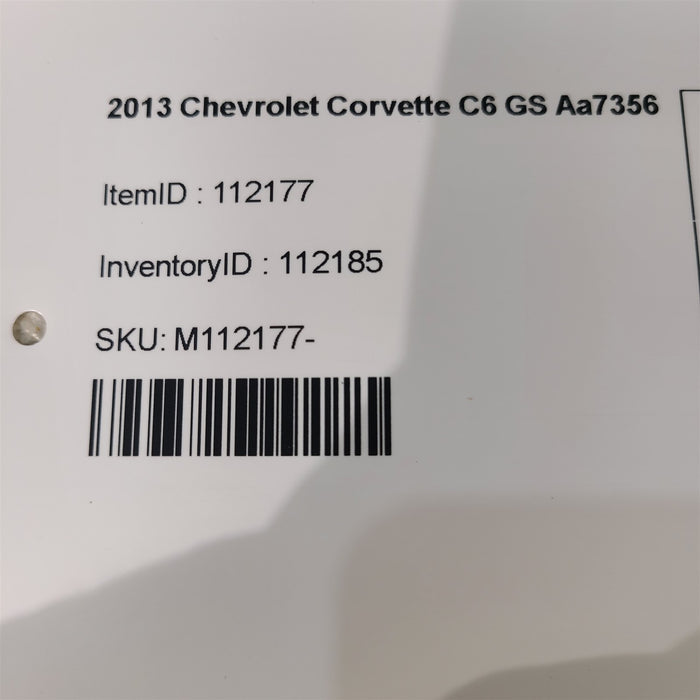 2013 Chevrolet Corvette C6 GS Aa7356
ItemID : 112177
InventoryID : 112185
SKU: M112177-